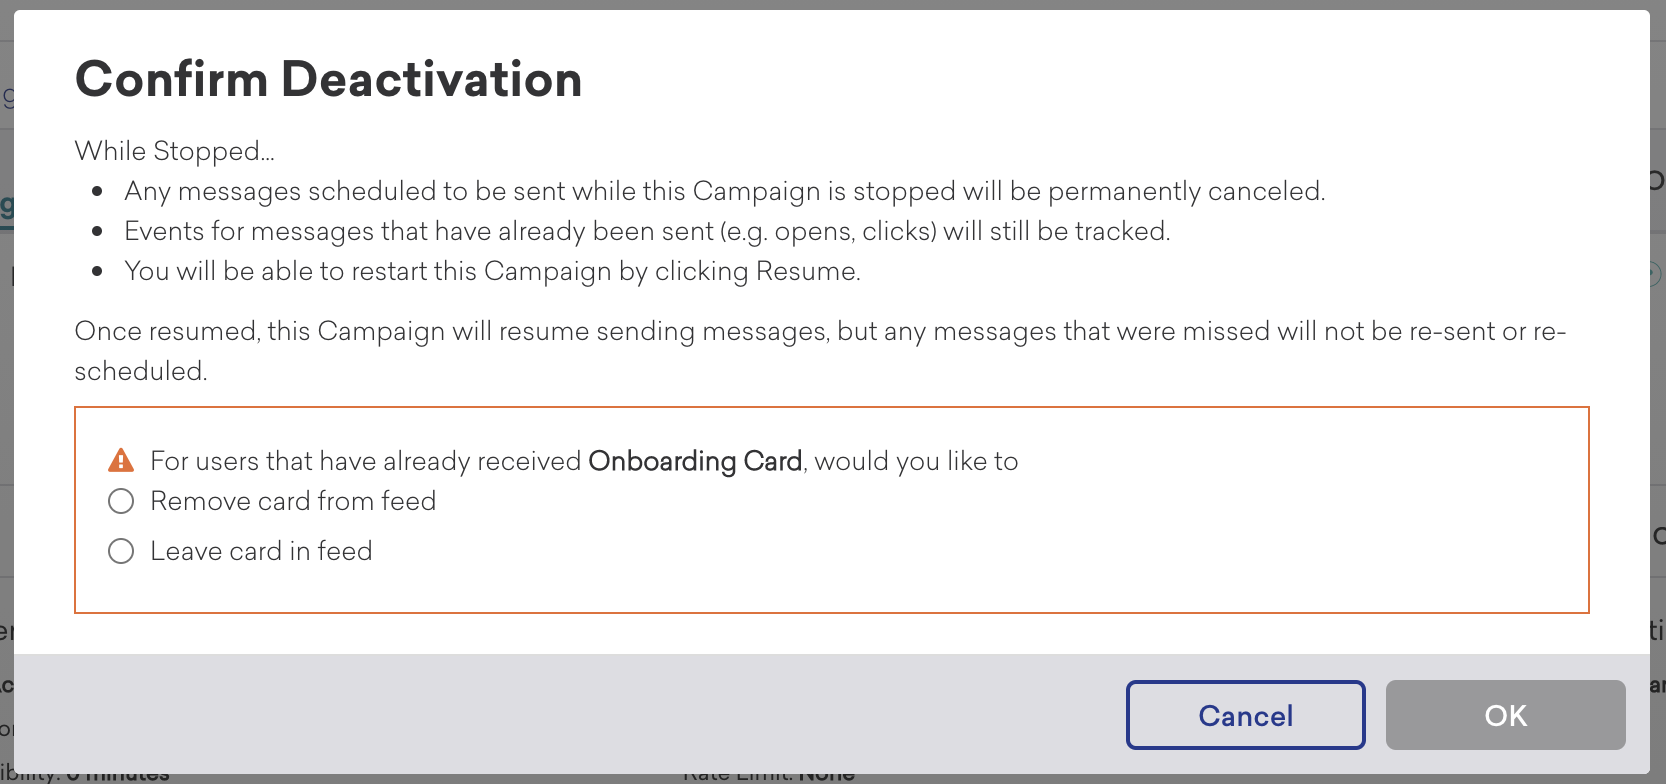 Confirm Deactivation
While Stopped...
• Any messages scheduled to be sent while this Campaign is stopped will be permanently canceled.
• Events for messages that have already been sent (e.g. opens, clicks) will still be tracked.
• You will be able to restart this Campaign by clicking Resume.
Once resumed, this Campaign will resume sending messages, but any messages that were missed will not be re-sent or re-
scheduled.
For users that have already received Onboarding Card, would you like to
Remove card from feed
Leave card in feed
Cancel OK
minutes Rate Limit: None